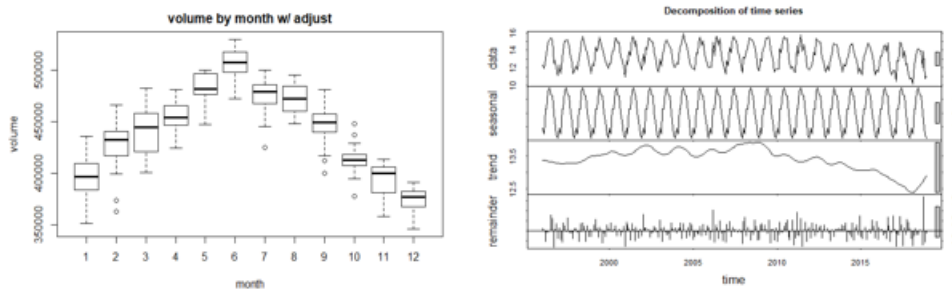 volume by month w/ adjust
volume
350000 400000 450000 500000
1 2 3 4 5 6 7 8 9 10 11 12
month
Decomposition of time series
data
10 12 14 16
seasonal
trend
12.5 13.5
remainder
2000 2005 2010 2015
time